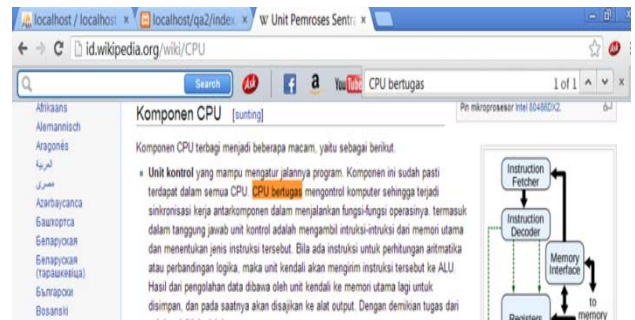 localhost / localhost
localhost/qa2/index
W Unit Pemroses Sentra
id.wikipedia.org/wiki/CPU
Search
Ask
f
a
YouTube
CPU bertugas
1 of 1
Afrikaans
Alemannisch
Aragonés
العربية
مصرى
Azərbaycanca
Башҡортса
Беларуская
Беларуская
(тарашкевіца)
Български
Bosanski
Komponen CPU [sunting]
Komponen CPU terbagi menjadi beberapa macam, yaitu sebagai berikut.
Unit kontrol yang mampu mengatur jalannya program. Komponen ini sudah pasti
terdapat dalam semua CPU. CPU bertugas mengontrol komputer sehingga terjadi
sinkronisasi kerja antarkomponen dalam menjalankan fungsi-fungsi operasinya. termasuk
dalam tanggung jawab unit kontrol adalah mengambil intruksi-intruksi dari memori utama
dan menentukan jenis instruksi tersebut. Bila ada instruksi untuk perhitungan aritmatika
atau perbandingan logika, maka unit kendali akan mengirim instruksi tersebut ke ALU.
Hasil dari pengolahan data dibawa oleh unit kendali ke memori utama lagi untuk
disimpan, dan pada saatnya akan disajikan ke alat output. Dengan demikian tugas dari
Pin mikroprosesor Intel 80486DX2.
Instruction
Fetcher
Instruction
Decoder
Memory
Interface
Registers
to
memory